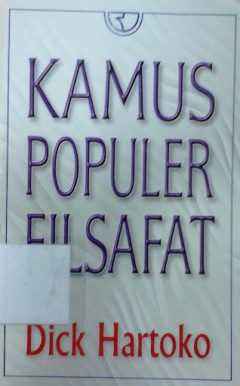 KAMUS
POPULER
FILSAFAT
Dick Hartoko